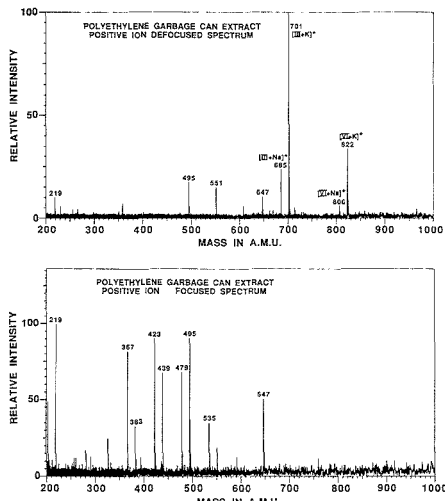 POLYETHYLENE GARBAGE CAN EXTRACT
POSITIVE ION DEFOCUSED SPECTRUM
701
[III+K]+
[VI+K]+
822
[III+Na]+
685
[VI+Na]+
806
495
551
647
219
100
50
0
RELATIVE INTENSITY
200 300 400 500 600 700 800 900 1000
MASS IN A.M.U.
POLYETHYLENE GARBAGE CAN EXTRACT
POSITIVE ION FOCUSED SPECTRUM
219
367
383
423
439
479
495
535
647
100
50
0
RELATIVE INTENSITY
200 300 400 500 600 700 800 900 1000
MASS IN A.M.U.